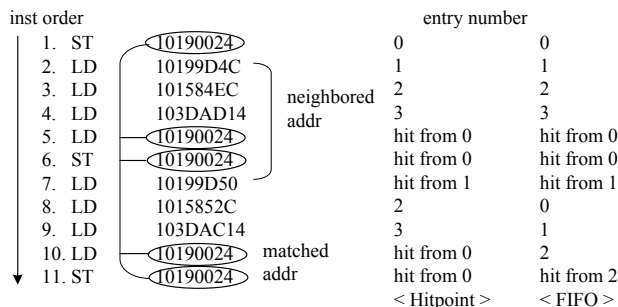 inst order entry number
1. ST 10190024 0 0
2. LD 10199D4C 1 1
3. LD 101584EC 2 2
neighbored
addr
4. LD 103DAD14 3 3
5. LD 10190024 hit from 0 hit from 0
6. ST 10190024 hit from 0 hit from 0
7. LD 10199D50 hit from 1 hit from 1
8. LD 1015852C 2 0
9. LD 103DAC14 3 1
10. LD 10190024 matched hit from 0 2
11. ST 10190024 addr hit from 0 hit from 2
< Hitpoint > < FIFO >